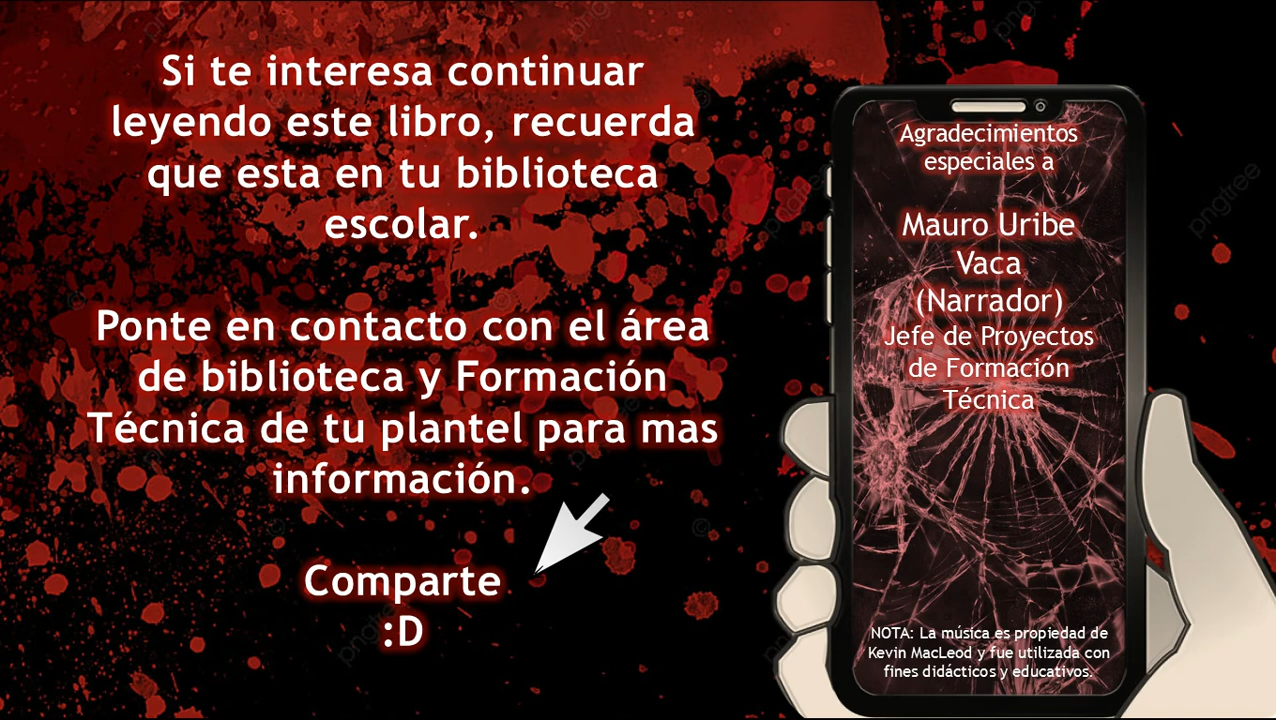 Si te interesa continuar
leyendo este libro, recuerda
que esta en tu biblioteca
escolar.
Ponte en contacto con el área
de biblioteca y Formación
Técnica de tu plantel para mas
información.
Comparte
:D
Agradecimientos
especiales a
Mauro Uribe
Vaca
(Narrador)
Jefe de Proyectos
de Formación
Técnica
NOTA: La música es propiedad de
Kevin MacLeod y fue utilizada con
fines didácticos y educativos.
pngtree
pngtree
pngtree